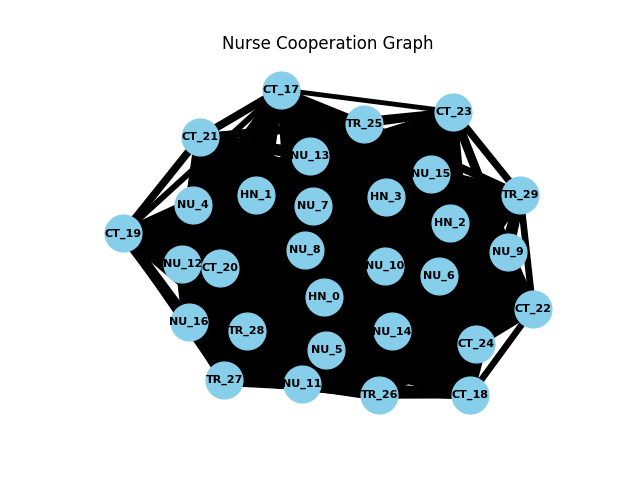 Nurse Cooperation Graph
CT_17
CT_23
TR_25
CT_21
NU_13
NU_15
HN_1
TR_29
HN_3
NU_4
NU_7
HN_2
CT_19
NU_8
NU_9
NU_12
CT_20
NU_10
NU_6
HN_0
CT_22
NU_16
TR_28
NU_14
CT_24
NU_5
TR_27
NU_11
TR_26
CT_18